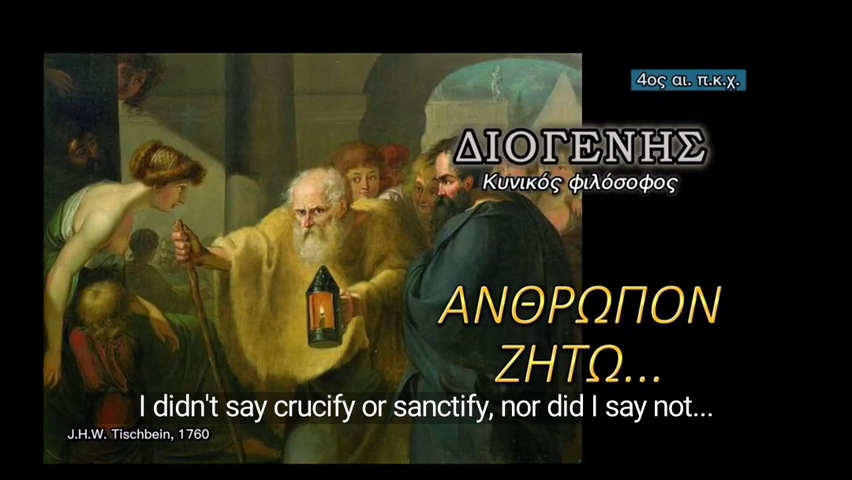 4ος αι. π.κ.χ.
ΔΙΟΓΕΝΗΣ
Κυνικός φιλόσοφος
ΑΝΘΡΩΠΟΝ
ΖΗΤΩ...
I didn't say crucify or sanctify, nor did I say not...
J.H.W. Tischbein, 1760